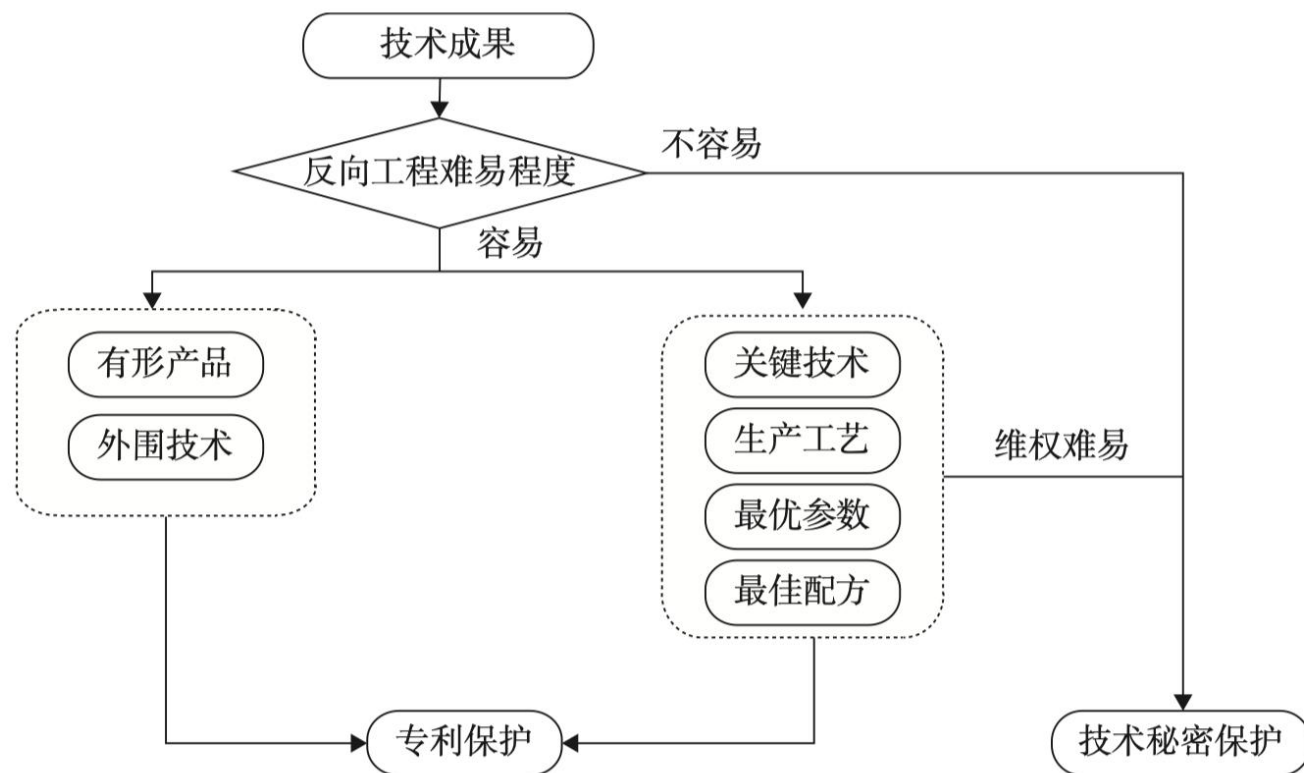 技术成果
反向工程难易程度
不容易
容易
有形产品
外围技术
关键技术
生产工艺
最优参数
最佳配方
维权难易
专利保护
技术秘密保护